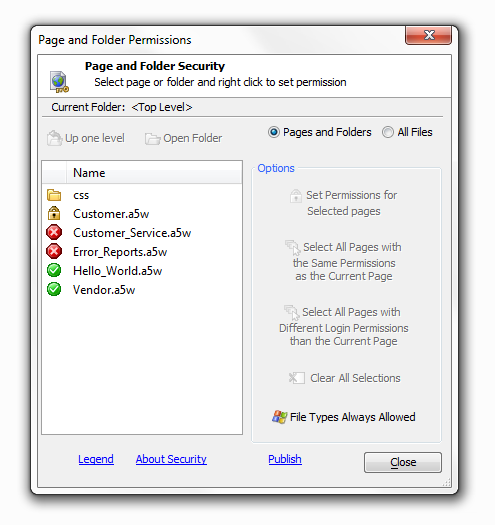 Page and Folder Permissions
Page and Folder Security
Select page or folder and right click to set permission
Current Folder: <Top Level>
Up one level Open Folder Pages and Folders All Files
Name
css
Customer.a5w
Customer_Service.a5w
Error_Reports.a5w
Hello_World.a5w
Vendor.a5w
Options
Set Permissions for
Selected pages
Select All Pages with
the Same Permissions
as the Current Page
Select All Pages with
Different Login Permissions
than the Current Page
Clear All Selections
File Types Always Allowed
Legend About Security Publish Close